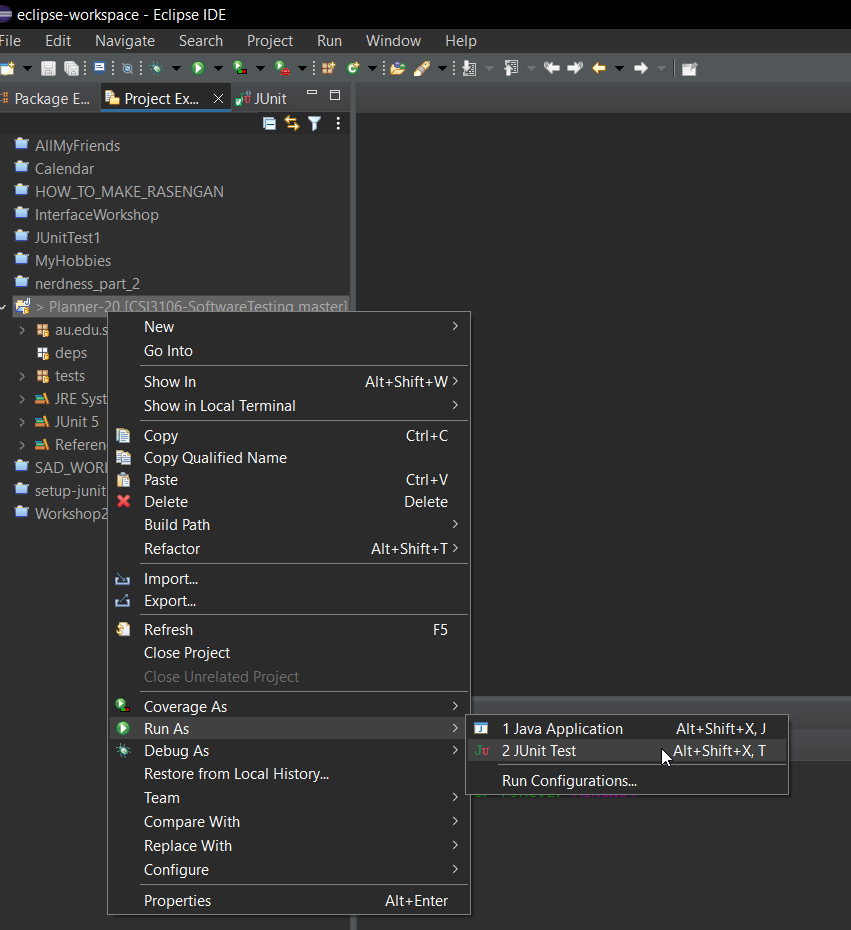 eclipse-workspace - Eclipse IDE
File Edit Navigate Search Project Run Window Help
Package E... Project Ex... JUnit
AllMyFriends
Calendar
HOW_TO_MAKE_RASENGAN
InterfaceWorkshop
JUnitTest1
MyHobbies
nerdness_part_2
> Planner-20 [CSI3106-SoftwareTesting master]
au.edu.s
deps
tests
JRE Syst
JUnit 5
Referen
SAD_WOR
setup-junit
Workshop2
New
Go Into
Show In Alt+Shift+W
Show in Local Terminal
Copy Ctrl+C
Copy Qualified Name
Paste Ctrl+V
Delete Delete
Build Path
Refactor Alt+Shift+T
Import...
Export...
Refresh F5
Close Project
Close Unrelated Project
Coverage As
Run As
Debug As
Restore from Local History...
Team
Compare With
Replace With
Configure
Properties Alt+Enter
1 Java Application Alt+Shift+X, J
2 JUnit Test Alt+Shift+X, T
Run Configurations...